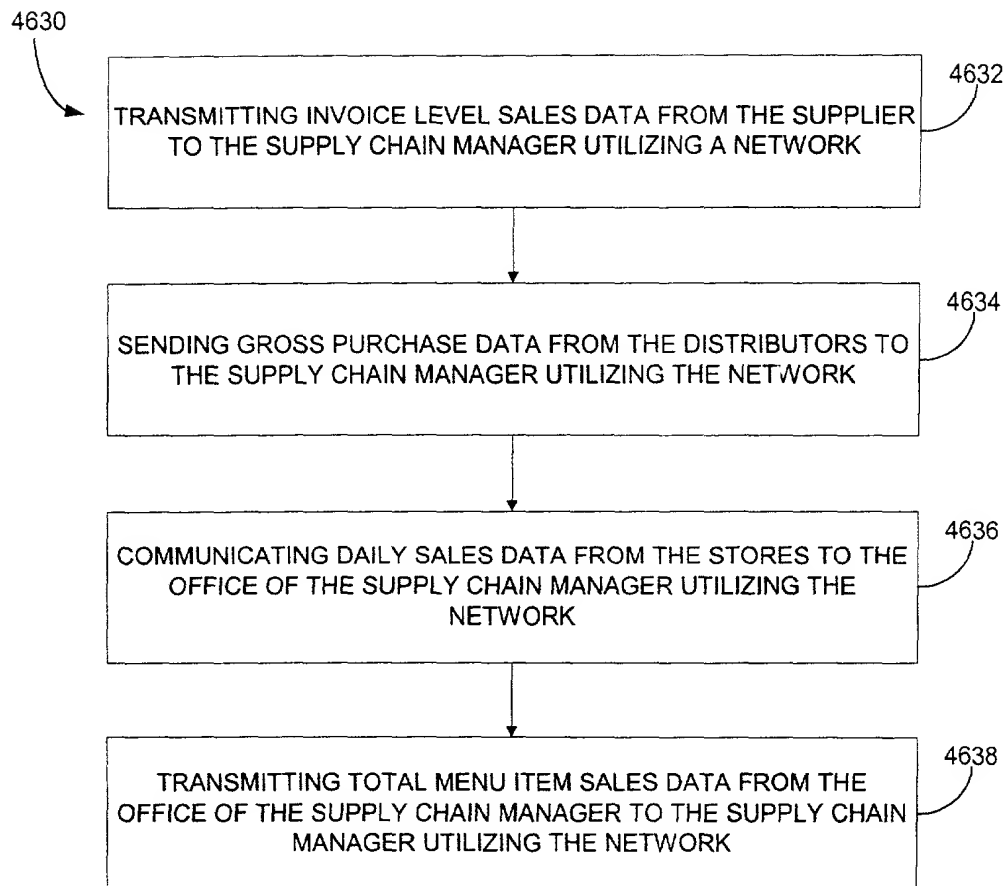 4630
4632
TRANSMITTING INVOICE LEVEL SALES DATA FROM THE SUPPLIER
TO THE SUPPLY CHAIN MANAGER UTILIZING A NETWORK
4634
SENDING GROSS PURCHASE DATA FROM THE DISTRIBUTORS TO
THE SUPPLY CHAIN MANAGER UTILIZING THE NETWORK
4636
COMMUNICATING DAILY SALES DATA FROM THE STORES TO THE
OFFICE OF THE SUPPLY CHAIN MANAGER UTILIZING THE
NETWORK
4638
TRANSMITTING TOTAL MENU ITEM SALES DATA FROM THE
OFFICE OF THE SUPPLY CHAIN MANAGER TO THE SUPPLY CHAIN
MANAGER UTILIZING THE NETWORK